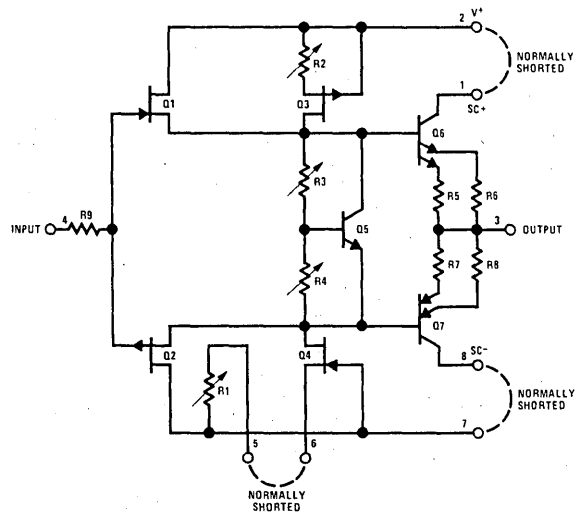 2 V+
NORMALLY
SHORTED
1
SC+
R2
Q1
Q3
Q6
R3
R5
R6
4 R9
INPUT
Q5
3
OUTPUT
R4
R7
R8
Q2
Q4
Q7
R1
8 SC-
NORMALLY
SHORTED
5
6
7
NORMALLY
SHORTED